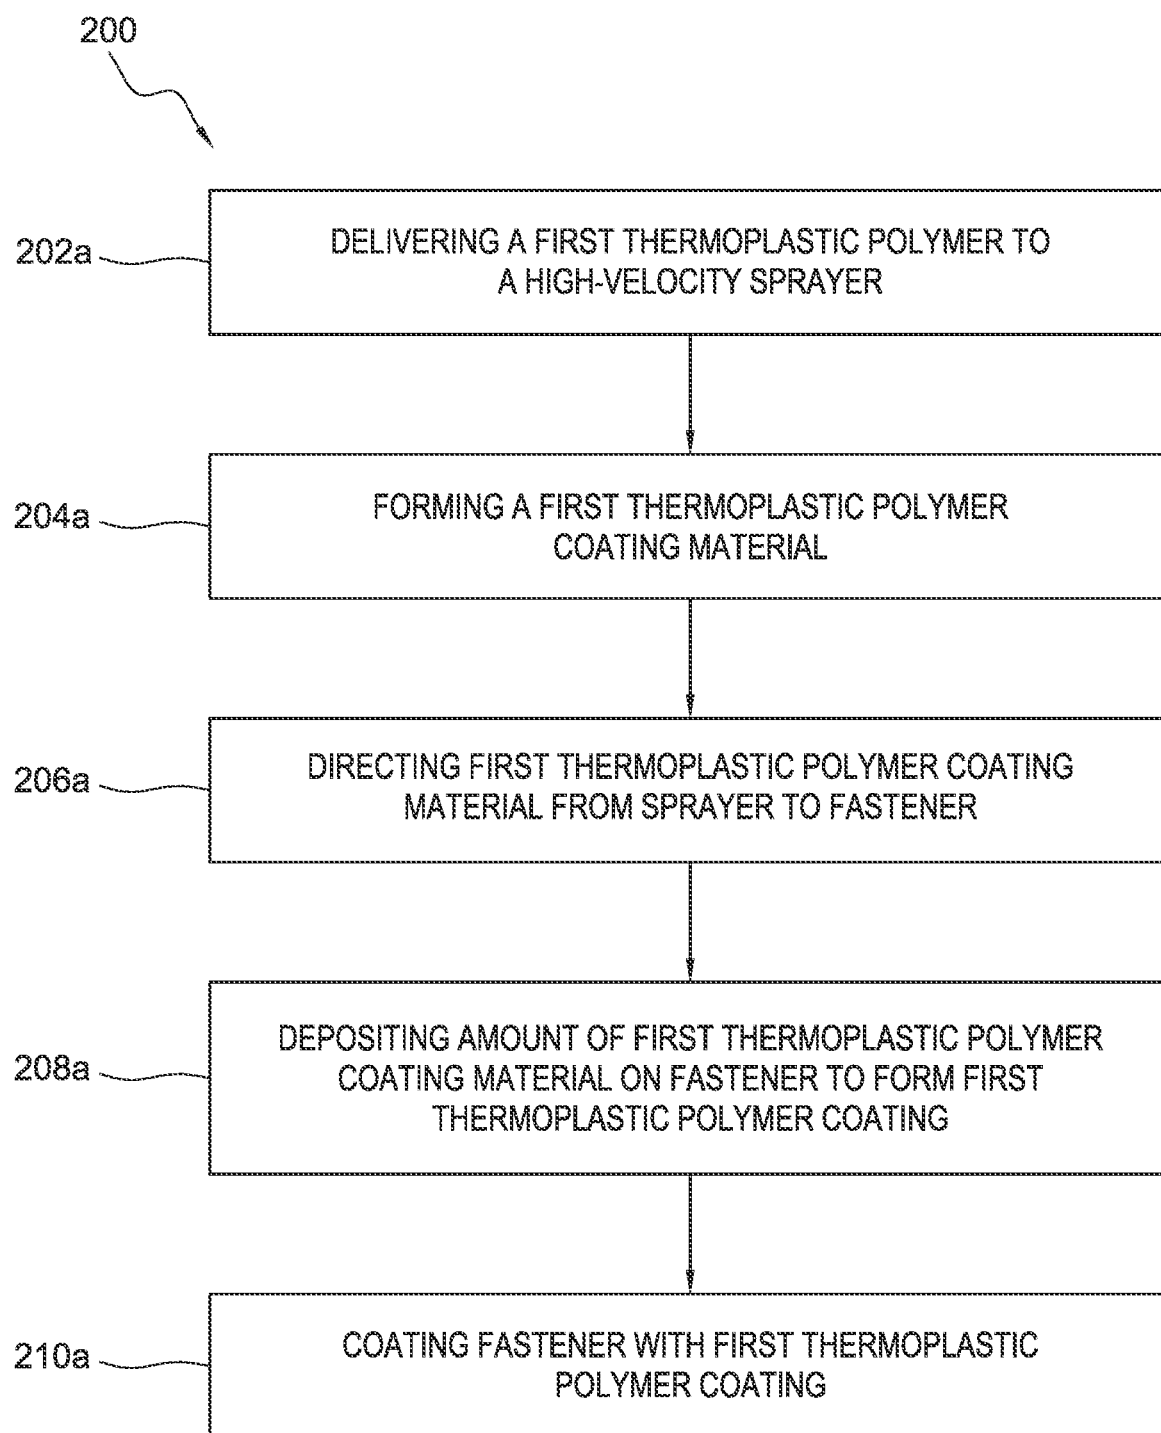 200
202a
DELIVERING A FIRST THERMOPLASTIC POLYMER TO
A HIGH-VELOCITY SPRAYER
204a
FORMING A FIRST THERMOPLASTIC POLYMER
COATING MATERIAL
206a
DIRECTING FIRST THERMOPLASTIC POLYMER COATING
MATERIAL FROM SPRAYER TO FASTENER
208a
DEPOSITING AMOUNT OF FIRST THERMOPLASTIC POLYMER
COATING MATERIAL ON FASTENER TO FORM FIRST
THERMOPLASTIC POLYMER COATING
210a
COATING FASTENER WITH FIRST THERMOPLASTIC
POLYMER COATING